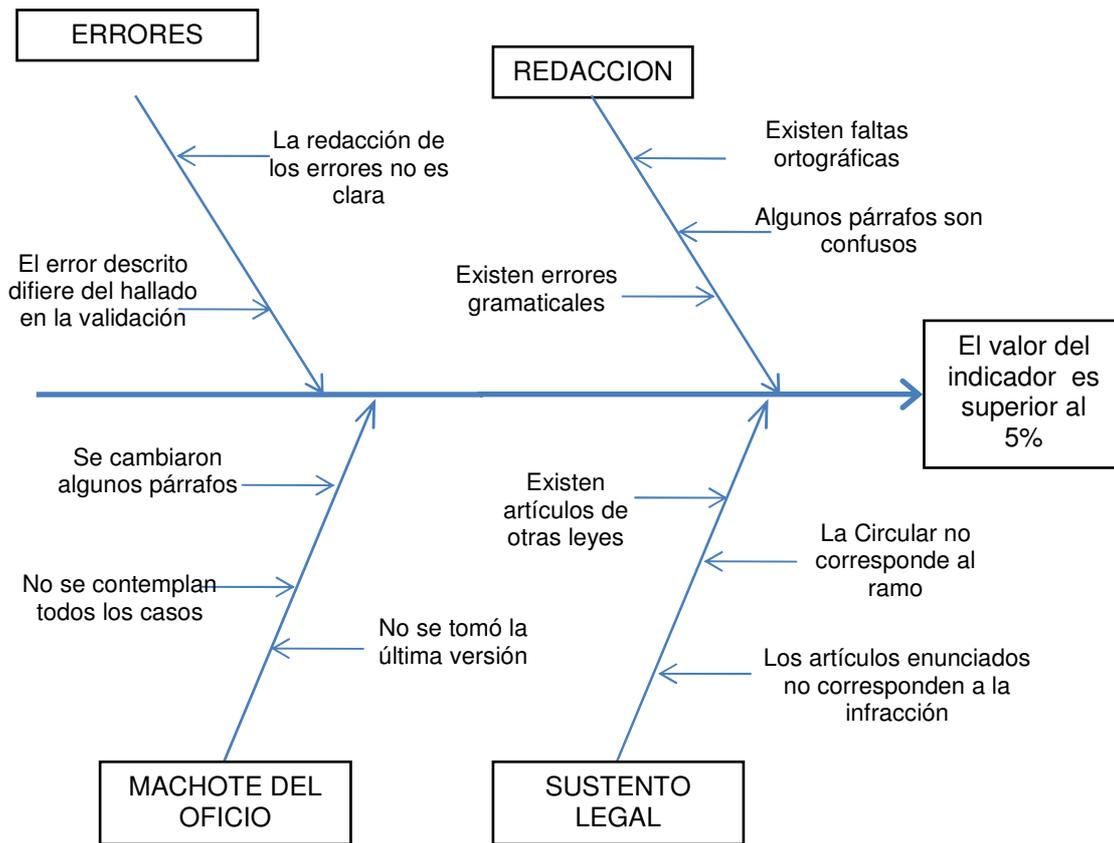 ERRORES
REDACCION
La redacción de
los errores no es
clara
Existen faltas
ortográficas
Algunos párrafos son
confusos
El error descrito
difiere del hallado
en la validación
Existen errores
gramaticales
El valor del
indicador es
superior al
5%
Se cambiaron
algunos párrafos
Existen
artículos de
otras leyes
La Circular no
corresponde al
ramo
No se contemplan
todos los casos
No se tomó la
última versión
Los artículos enunciados
no corresponden a la
infracción
MACHOTE DEL
OFICIO
SUSTENTO
LEGAL